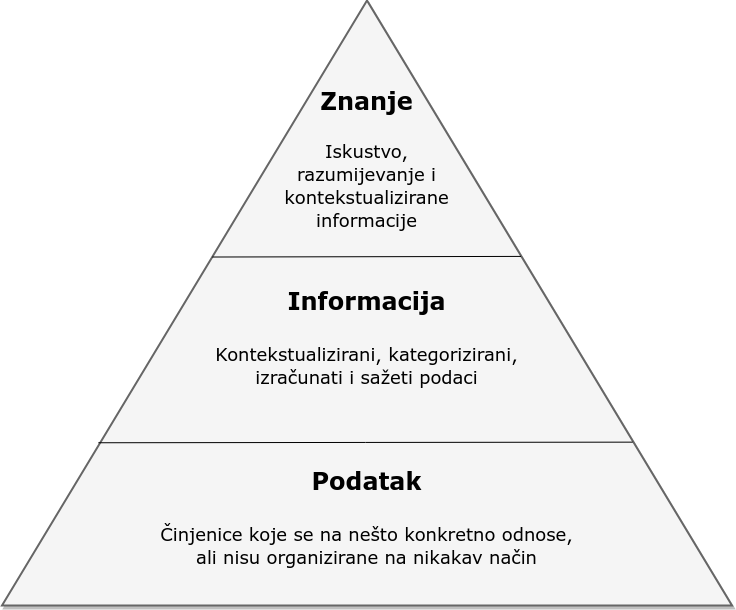 Znanje
Iskustvo,
razumijevanje i
kontekstualizirane
informacije
Informacija
Kontekstualizirani, kategorizirani,
izračunati i sažeti podaci
Podatak
Činjenice koje se na nešto konkretno odnose,
ali nisu organizirane na nikakav način